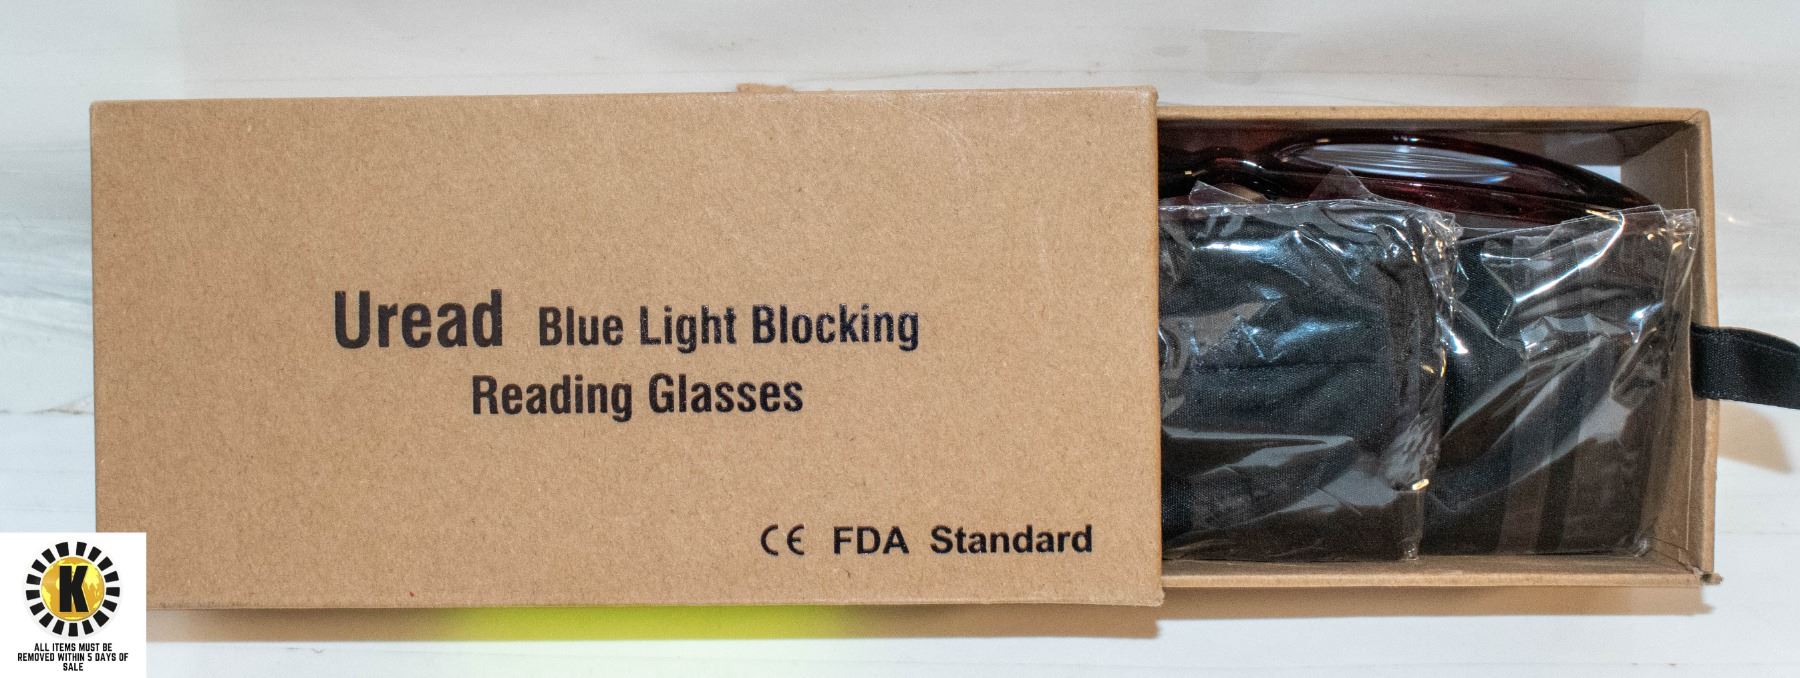 Uread Blue Light Blocking
Reading Glasses
CE FDA Standard
K
ALL ITEMS MUST BE
REMOVED WITHIN 5 DAYS OF
SALE